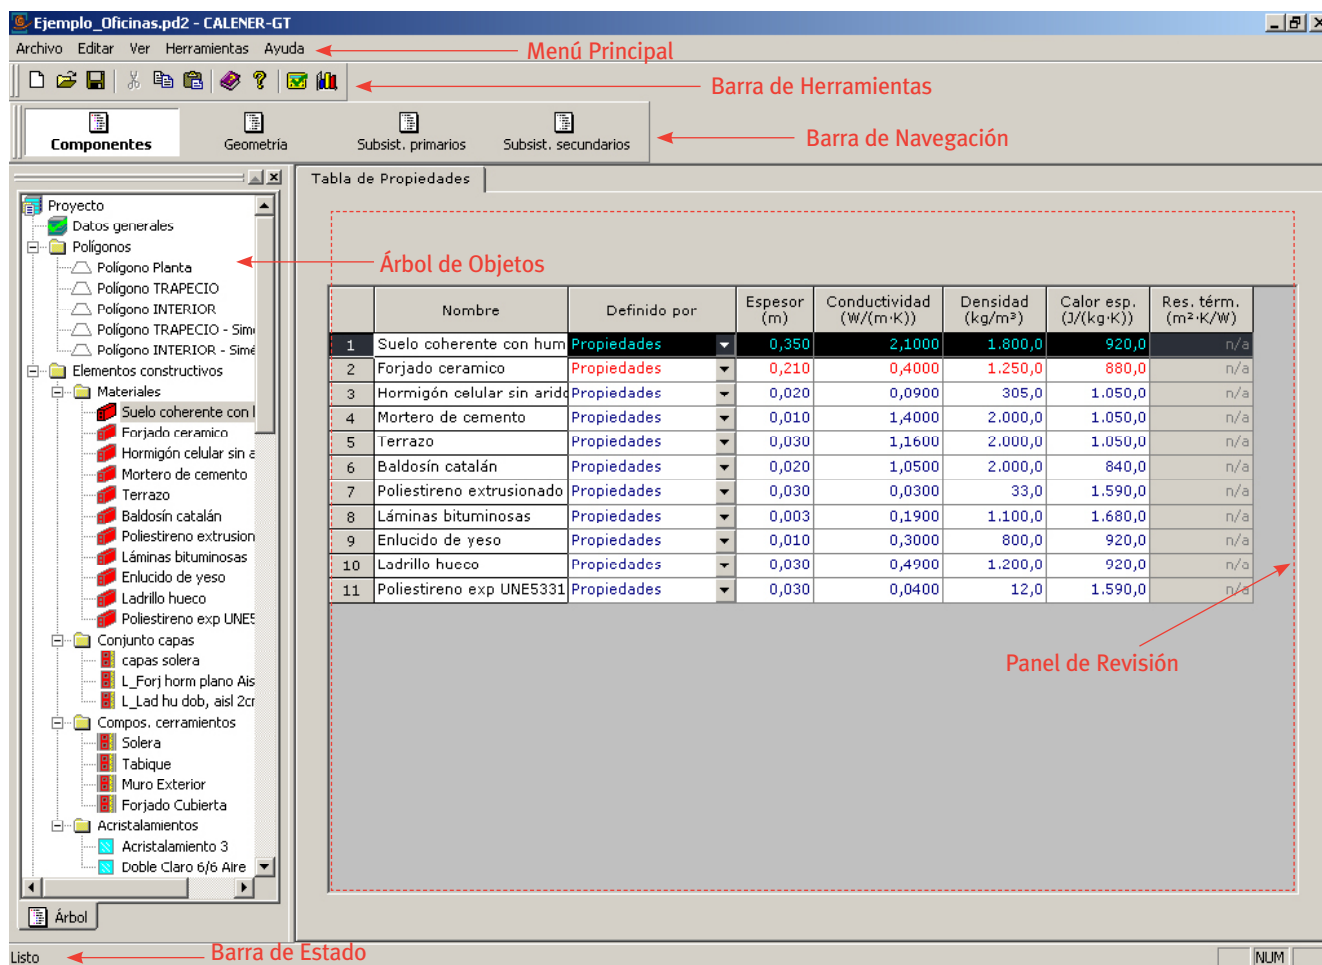 Ejemplo_Oficinas.pd2 - CALENER-GT
Archivo Editar Ver Herramientas Ayuda
Menú Principal
Barra de Herramientas
Componentes Geometría Subsist. primarios Subsist. secundarios
Barra de Navegación
Tabla de Propiedades
Proyecto
Datos generales
Polígonos
Polígono Planta
Polígono TRAPECIO
Polígono INTERIOR
Polígono TRAPECIO - Sim
Polígono INTERIOR - Simé
Elementos constructivos
Materiales
Suelo coherente con l
Forjado ceramico
Hormigón celular sin a
Mortero de cemento
Terrazo
Baldosín catalán
Poliestireno extrusion
Láminas bituminosas
Enlucido de yeso
Ladrillo hueco
Poliestireno exp UNE5
Conjunto capas
capas solera
L_Forj horm plano Ais
L_Lad hu dob, aisl 2cr
Compos. cerramientos
Solera
Tabique
Muro Exterior
Forjado Cubierta
Acristalamientos
Acristalamiento 3
Doble Claro 6/6 Aire
Árbol
Árbol de Objetos
Nombre Definido por Espesor (m) Conductividad (W/(m·K)) Densidad (kg/m³) Calor esp. (J/(kg·K)) Res. térm. (m²·K/W)
1 Suelo coherente con hum Propiedades 0,350 2,1000 1.800,0 920,0 n/a
2 Forjado ceramico Propiedades 0,210 0,4000 1.250,0 880,0 n/a
3 Hormigón celular sin arido Propiedades 0,020 0,0900 305,0 1.050,0 n/a
4 Mortero de cemento Propiedades 0,010 1,4000 2.000,0 1.050,0 n/a
5 Terrazo Propiedades 0,030 1,1600 2.000,0 1.050,0 n/a
6 Baldosín catalán Propiedades 0,020 1,0500 2.000,0 840,0 n/a
7 Poliestireno extrusionado Propiedades 0,030 0,0300 33,0 1.590,0 n/a
8 Láminas bituminosas Propiedades 0,003 0,1900 1.100,0 1.680,0 n/a
9 Enlucido de yeso Propiedades 0,010 0,3000 800,0 920,0 n/a
10 Ladrillo hueco Propiedades 0,030 0,4900 1.200,0 920,0 n/a
11 Poliestireno exp UNE5331 Propiedades 0,030 0,0400 12,0 1.590,0 n/a
Panel de Revisión
Listo
Barra de Estado
NUM